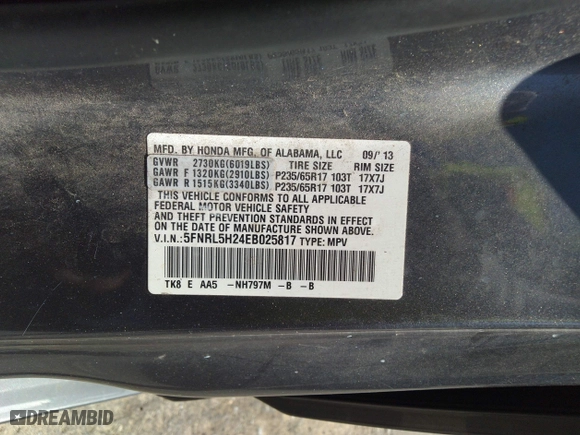 MFD. BY HONDA MFG. OF ALABAMA, LLC 09/'13
GVWR 2730KG(6019LBS) TIRE SIZE RIM SIZE
GAWR F 1320KG(2910LBS) P235/65R17 103T 17X7J
GAWR R 1515KG(3340LBS) P235/65R17 103T 17X7J
THIS VEHICLE CONFORMS TO ALL APPLICABLE
FEDERAL MOTOR VEHICLE SAFETY
AND THEFT PREVENTION STANDARDS IN EFFECT
ON THE DATE OF MANUFACTURE SHOWN ABOVE.
V.I.N.: 5FNRL5H24EB025817 TYPE: MPV
TK8 E AA5 -NH797M -B -B
DREAMBID